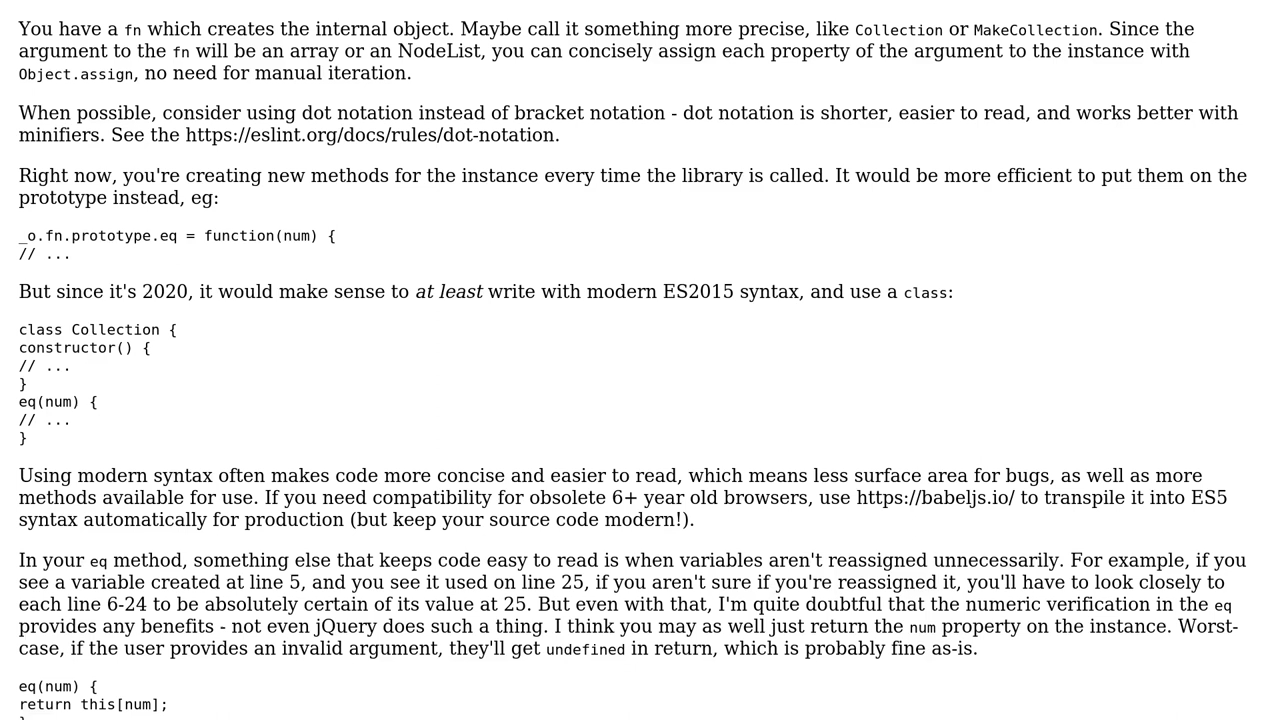 You have a fn which creates the internal object. Maybe call it something more precise, like Collection or MakeCollection. Since the
argument to the fn will be an array or an NodeList, you can concisely assign each property of the argument to the instance with
Object.assign, no need for manual iteration.
When possible, consider using dot notation instead of bracket notation - dot notation is shorter, easier to read, and works better with
minifiers. See the https://eslint.org/docs/rules/dot-notation.
Right now, you're creating new methods for the instance every time the library is called. It would be more efficient to put them on the
prototype instead, eg:
_o.fn.prototype.eq = function(num) {
// ...
But since it's 2020, it would make sense to at least write with modern ES2015 syntax, and use a class:
class Collection {
constructor() {
// ...
}
eq(num) {
// ...
}
Using modern syntax often makes code more concise and easier to read, which means less surface area for bugs, as well as more
methods available for use. If you need compatibility for obsolete 6+ year old browsers, use https://babeljs.io/ to transpile it into ES5
syntax automatically for production (but keep your source code modern!).
In your eq method, something else that keeps code easy to read is when variables aren't reassigned unnecessarily. For example, if you
see a variable created at line 5, and you see it used on line 25, if you aren't sure if you're reassigned it, you'll have to look closely to
each line 6-24 to be absolutely certain of its value at 25. But even with that, I'm quite doubtful that the numeric verification in the eq
provides any benefits - not even jQuery does such a thing. I think you may as well just return the num property on the instance. Worst-
case, if the user provides an invalid argument, they'll get undefined in return, which is probably fine as-is.
eq(num) {
return this[num];
}